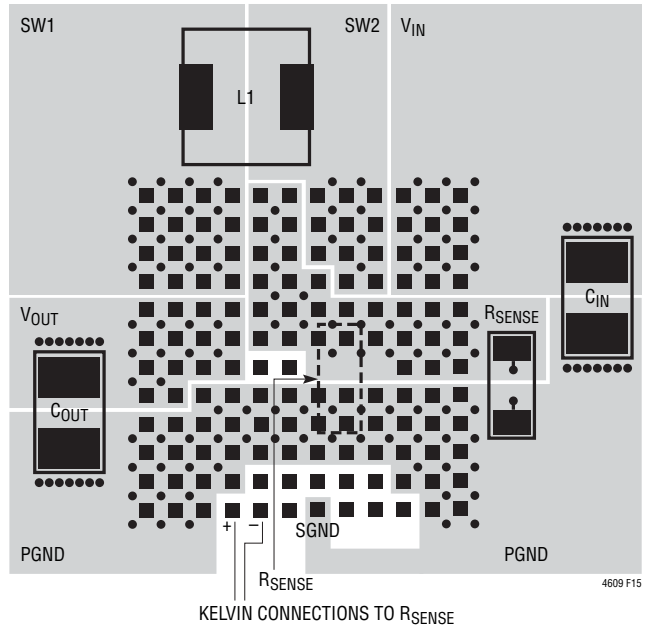 SW1
SW2
VIN
L1
CIN
VOUT
RSENSE
COUT
+
−
SGND
PGND
PGND
RSENSE
4609 F15
KELVIN CONNECTIONS TO RSENSE